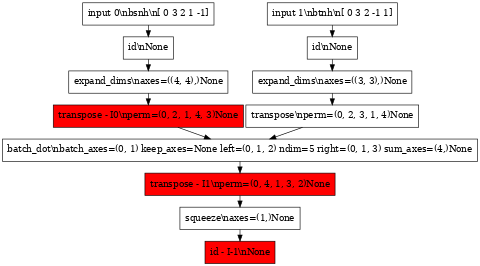 input 0\nbsnh\n[ 0 3 2 1 -1]
input 1\nbtnh\n[ 0 3 2 -1 1]
id\nNone
id\nNone
expand_dims\naxes=((4, 4),)None
expand_dims\naxes=((3, 3),)None
transpose - I0\nperm=(0, 2, 1, 4, 3)None
transpose\nperm=(0, 2, 3, 1, 4)None
batch_dot\nbatch_axes=(0, 1) keep_axes=None left=(0, 1, 2) ndim=5 right=(0, 1, 3) sum_axes=(4,)None
transpose - I1\nperm=(0, 4, 1, 3, 2)None
squeeze\naxes=(1,)None
id - I-1\nNone